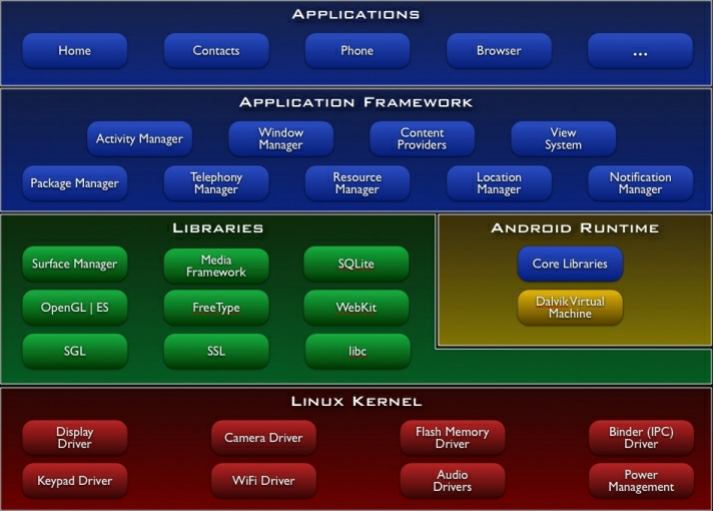 APPLICATIONS
Home
Contacts
Phone
Browser
...
APPLICATION FRAMEWORK
Activity Manager
Window
Manager
Content
Providers
View
System
Package Manager
Telephony
Manager
Resource
Manager
Location
Manager
Notification
Manager
LIBRARIES
Surface Manager
Media
Framework
SQLite
OpenGL | ES
FreeType
WebKit
SGL
SSL
libc
ANDROID RUNTIME
Core Libraries
Dalvik Virtual
Machine
LINUX KERNEL
Display
Driver
Camera Driver
Flash Memory
Driver
Binder (IPC)
Driver
Keypad Driver
WiFi Driver
Audio
Drivers
Power
Management